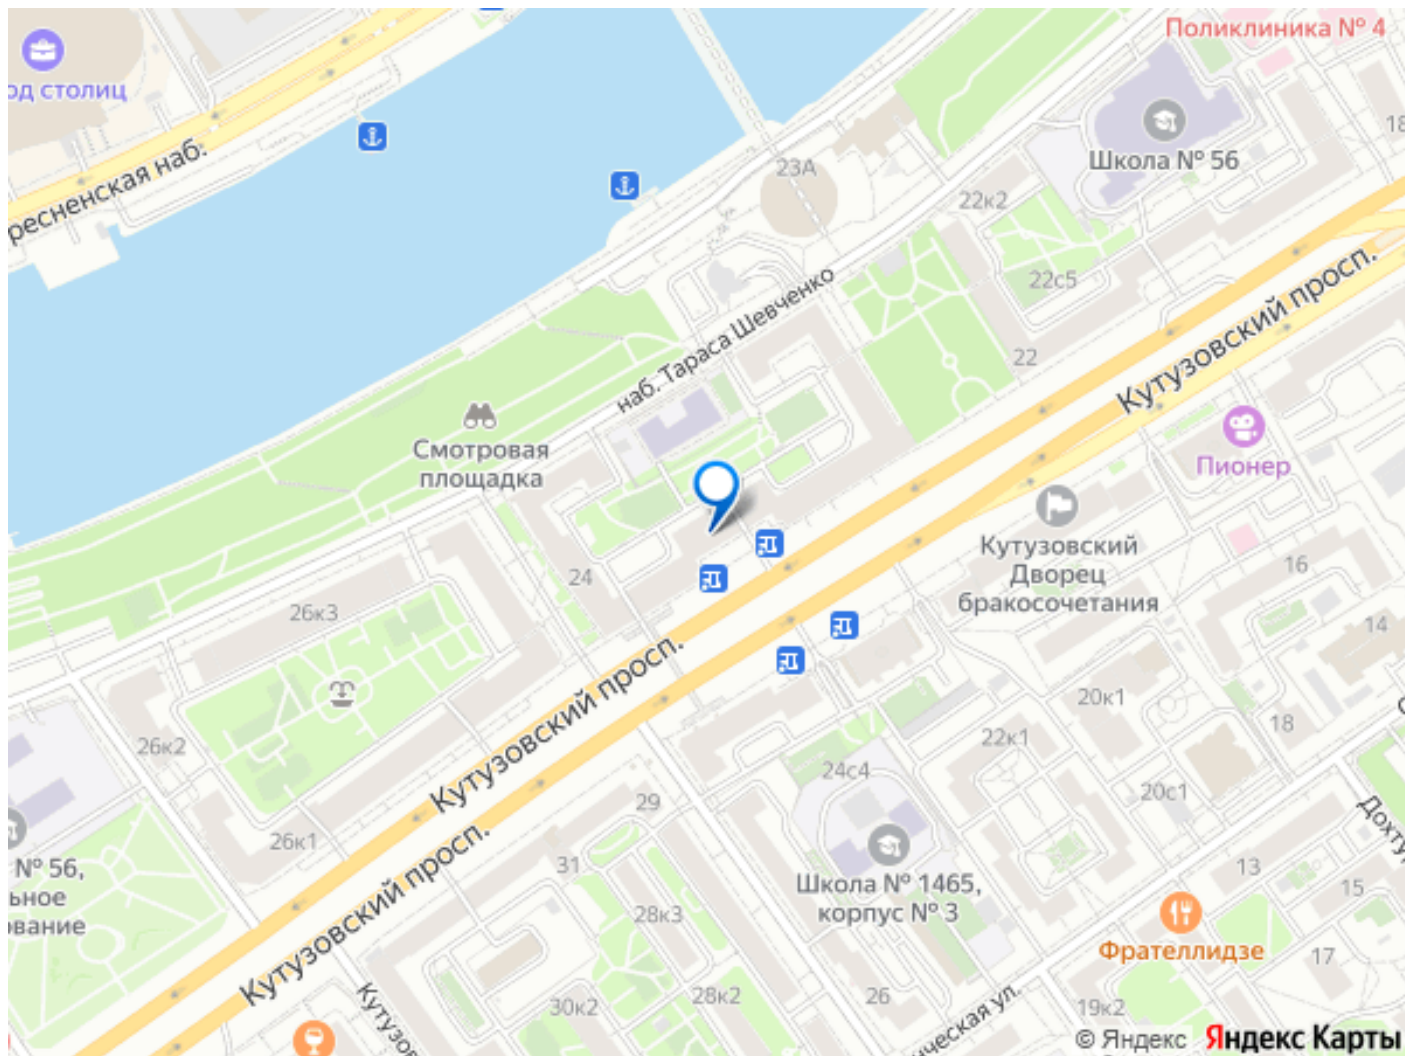 Поликлиника № 4
од столиц
Школа № 56
18
ресненская наб.
23А
22к2
22с5
Кутузовский просп.
наб. Тараса Шевченко
22
Смотровая
площадка
Пионер
Кутузовский
Дворец
бракосочетания
24
16
26к3
14
Кутузовский просп.
20к1
18
26к2
22к1
24с4
20с1
29
26к1
Кутузовский просп.
Дохту
31
№ 56,
ьное
ование
Школа № 1465,
корпус № 3
13
15
28к3
Фрателлидзе
17
Кутузов
30к2
28к2
26
ческая ул.
19к2
© Яндекс Яндекс Карты